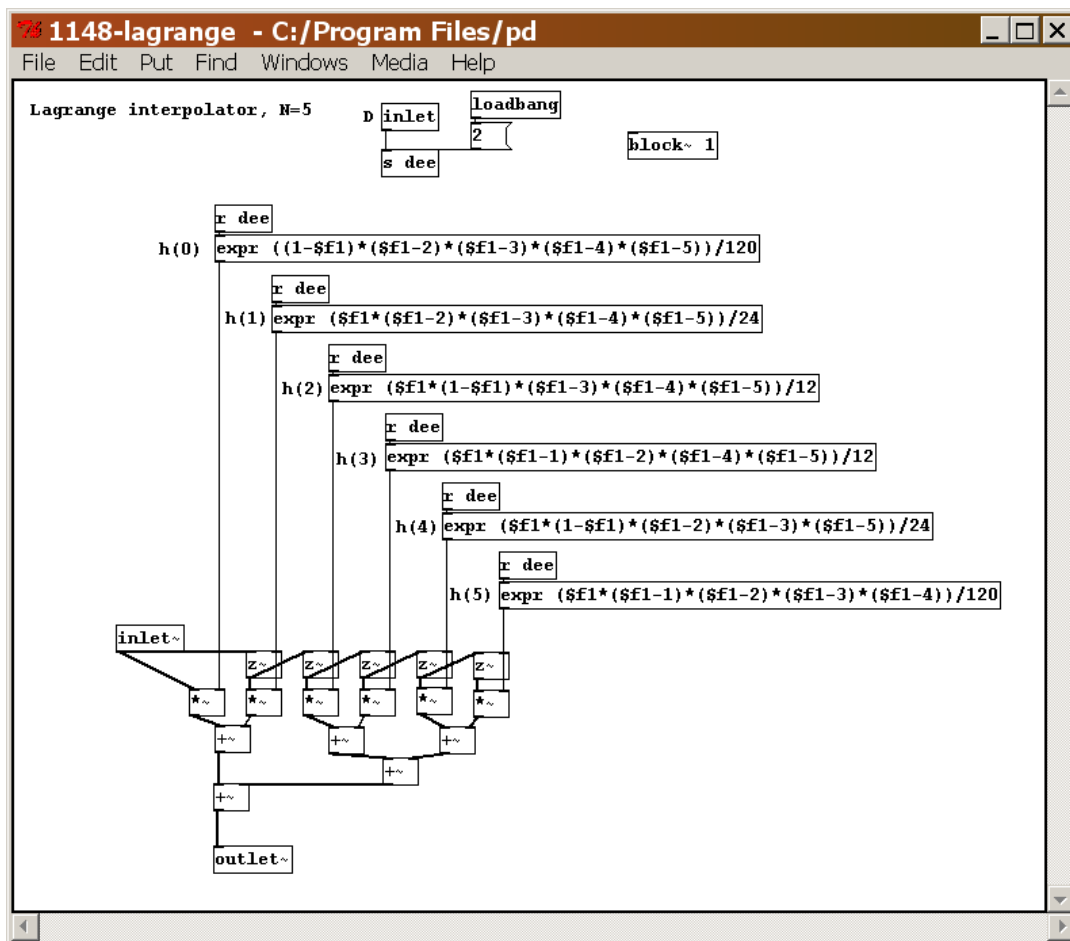 1148-lagrange - C:/Program Files/pd
File Edit Put Find Windows Media Help
Lagrange interpolator, N=5
D inlet
loadbang
2
s dee
block~ 1
r dee
h(0) expr ((1-$f1)*($f1-2)*($f1-3)*($f1-4)*($f1-5))/120
r dee
h(1) expr ($f1*($f1-2)*($f1-3)*($f1-4)*($f1-5))/24
r dee
h(2) expr ($f1*(1-$f1)*($f1-3)*($f1-4)*($f1-5))/12
r dee
h(3) expr ($f1*($f1-1)*($f1-2)*($f1-4)*($f1-5))/12
r dee
h(4) expr ($f1*(1-$f1)*($f1-2)*($f1-3)*($f1-5))/24
r dee
h(5) expr ($f1*($f1-1)*($f1-2)*($f1-3)*($f1-4))/120
inlet~
z~ z~ z~ z~ z~
*~ *~ *~ *~ *~ *~
+~ +~ +~
+~
+~
outlet~